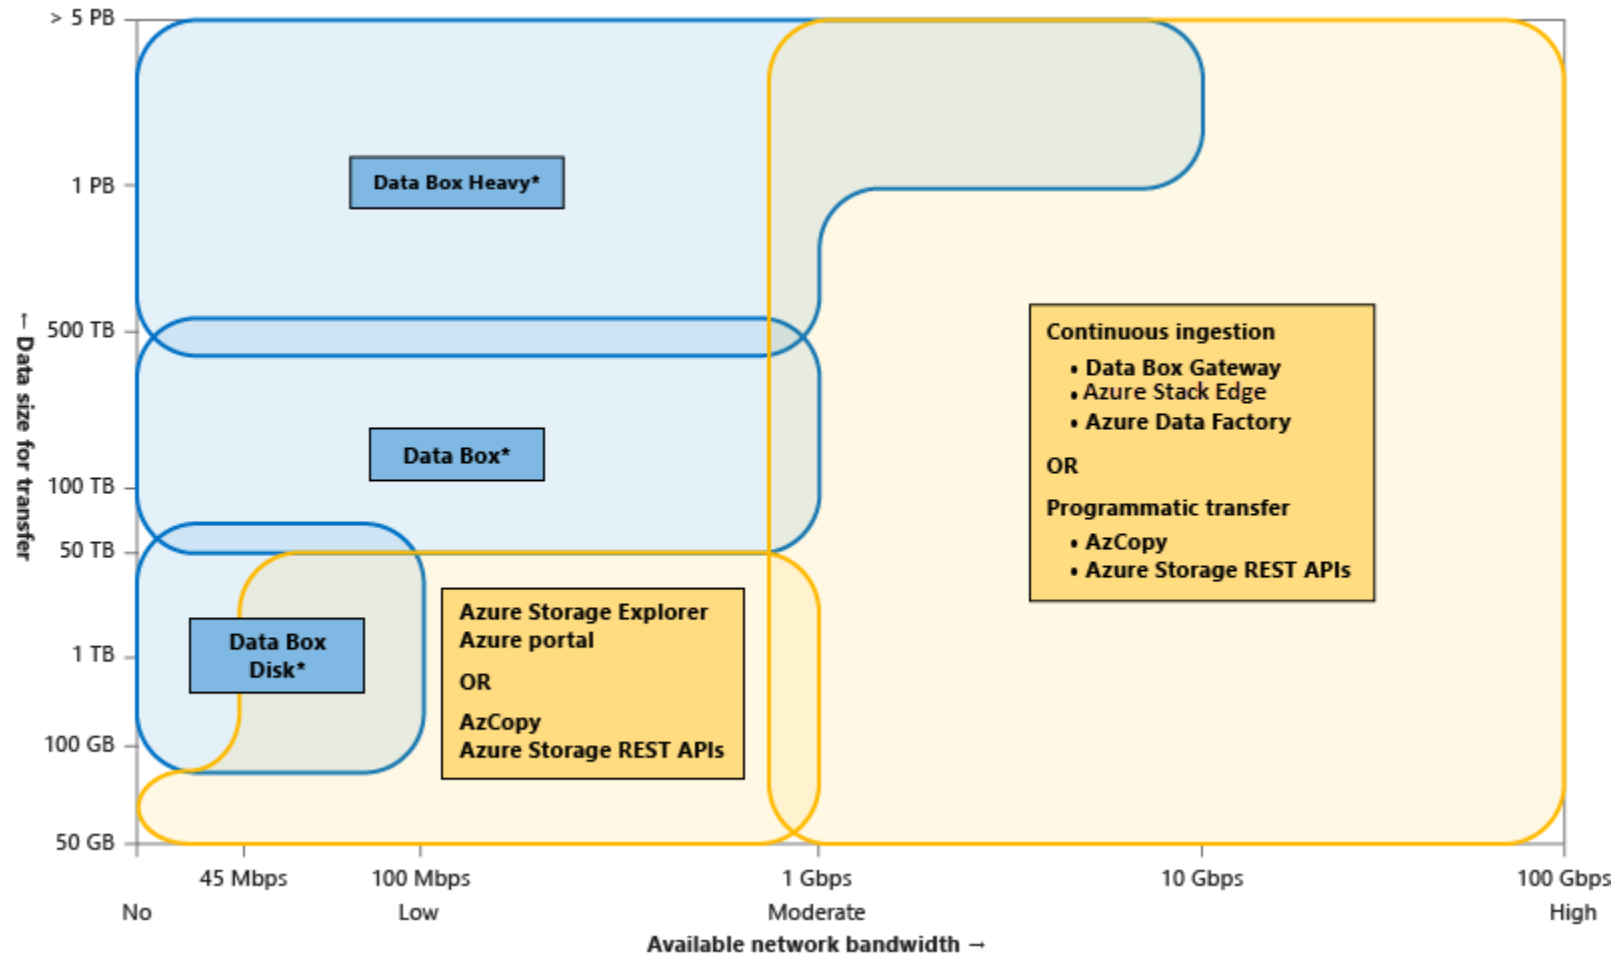 > 5 PB
1 PB
500 TB
100 TB
50 TB
1 TB
100 GB
50 GB
← Data size for transfer
Data Box Heavy*
Data Box*
Data Box
Disk*
Azure Storage Explorer
Azure portal
OR
AzCopy
Azure Storage REST APIs
Continuous ingestion
• Data Box Gateway
• Azure Stack Edge
• Azure Data Factory
OR
Programmatic transfer
• AzCopy
• Azure Storage REST APIs
45 Mbps
100 Mbps
1 Gbps
10 Gbps
100 Gbps
No
Low
Moderate
High
Available network bandwidth →